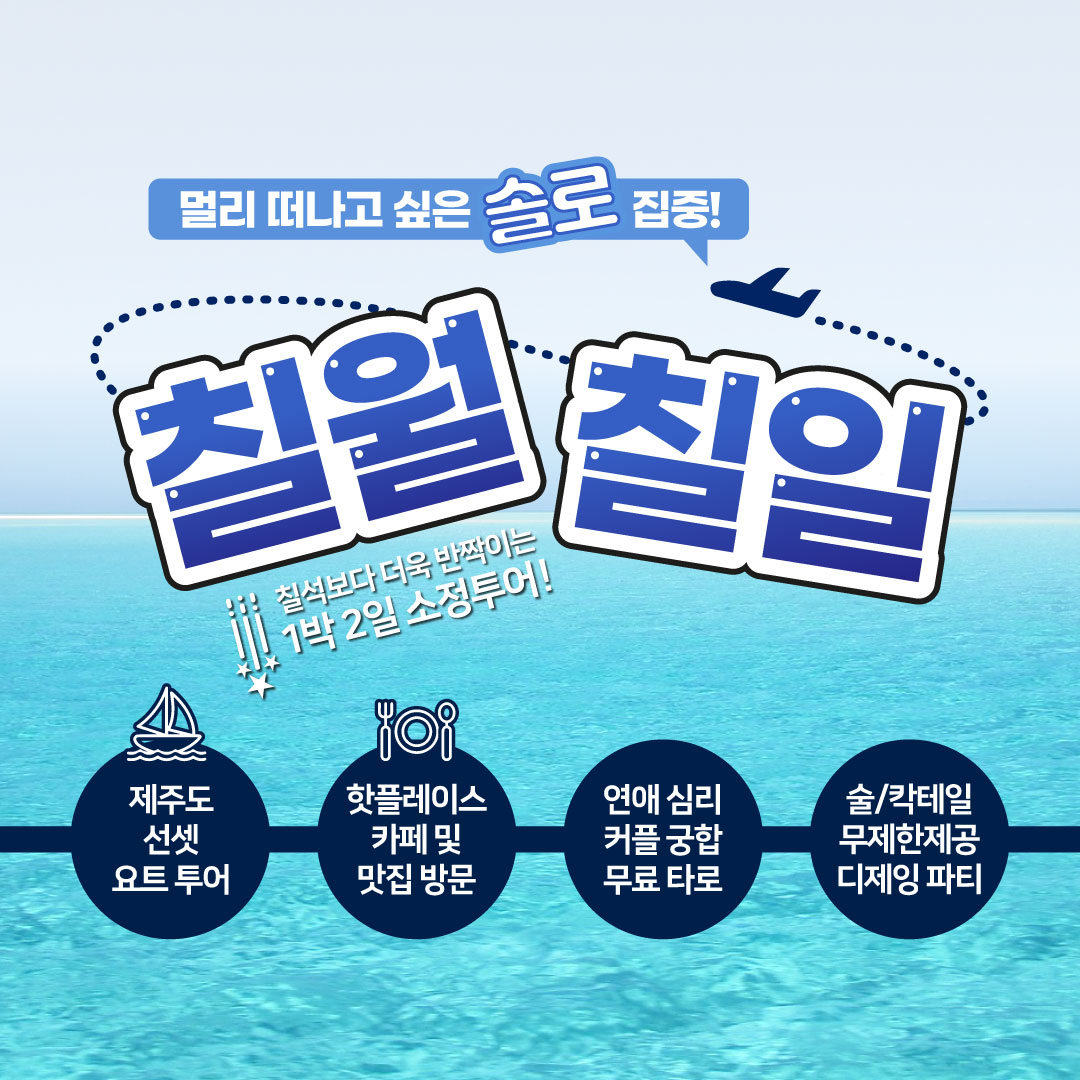 멀리 떠나고 싶은 솔로 집중!
칠월 칠일
칠석보다 더욱 반짝이는
1박 2일 소정투어!
제주도
선셋
요트 투어
핫플레이스
카페 및
맛집 방문
연애 심리
커플 궁합
무료 타로
술/칵테일
무제한제공
디제잉 파티